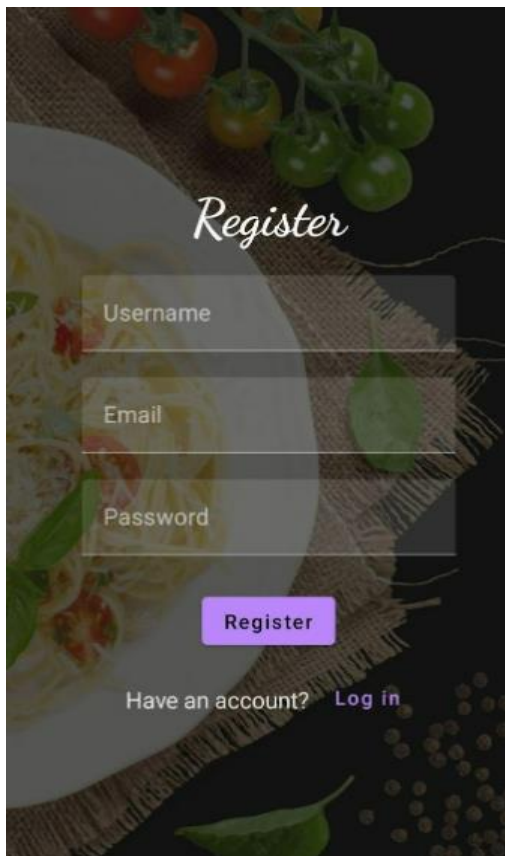 Register
Username
Email
Password
Register
Have an account? Log in